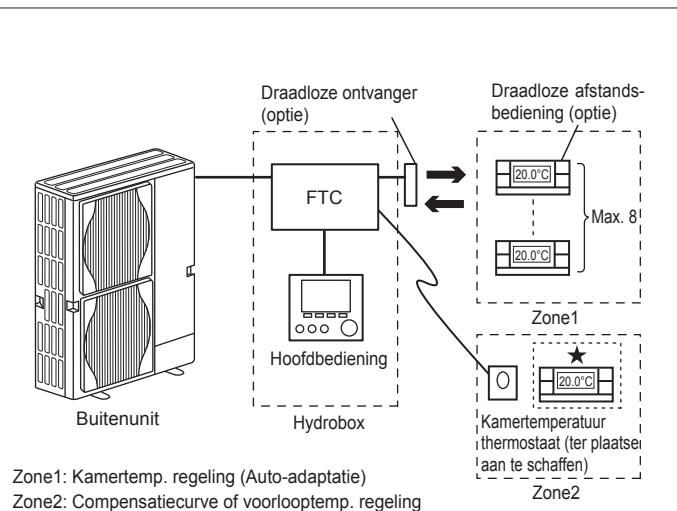 Draadloze ontvanger
(optie)
Draadloze afstands-
bediening (optie)
FTC
20.0°C
Max. 8
20.0°C
Zone1
Hoofdbediening
20.0°C
Buitenunit
Hydrobox
Kamertemperatuur
thermostaat (ter plaatse
aan te schaffen)
Zone2
Zone1: Kamertemp. regeling (Auto-adaptatie)
Zone2: Compensatiecurve of voorlooptemp. regeling